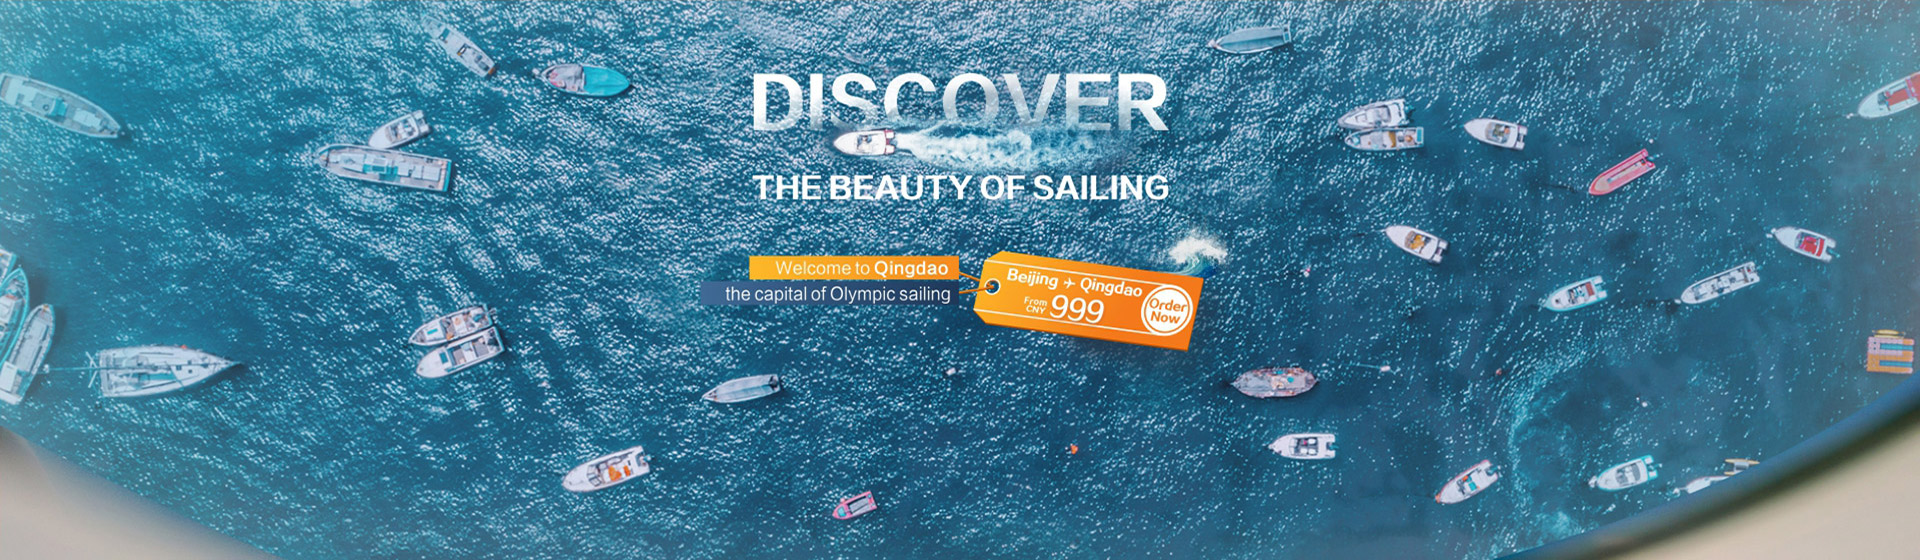 DISCOVER
THE BEAUTY OF SAILING
Welcome to Qingdao
the capital of Olympic sailing
Beijing ✈ Qingdao
From
CNY 999
Order
Now